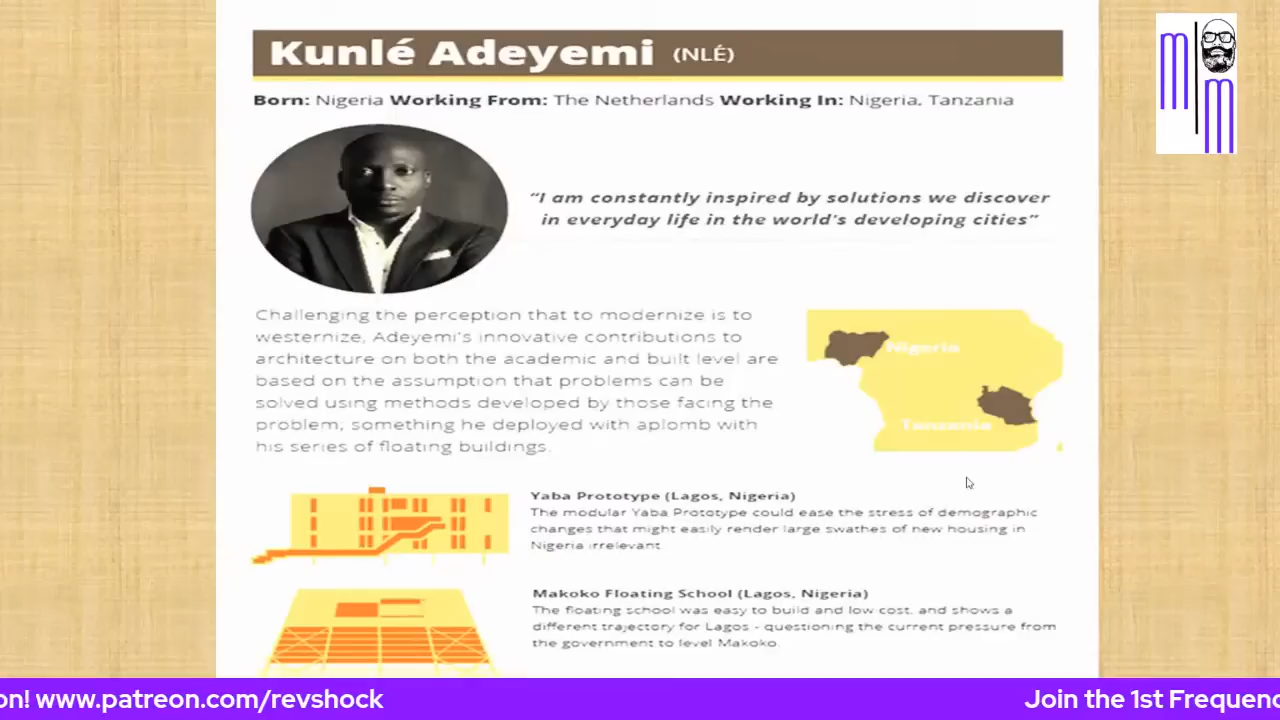 Kunlé Adeyemi (NLÉ)
Born: Nigeria Working From: The Netherlands Working In: Nigeria, Tanzania
“I am constantly inspired by solutions we discover
in everyday life in the world's developing cities”
Challenging the perception that to modernize is to
westernize, Adeyemi's innovative contributions to
architecture on both the academic and built level are
based on the assumption that problems can be
solved using methods developed by those facing the
problem; something he deployed with aplomb with
his series of floating buildings.
Nigeria
Tanzania
Yaba Prototype (Lagos, Nigeria)
The modular Yaba Prototype could ease the stress of demographic
changes that might easily render large swathes of new housing in
Nigeria irrelevant
Makoko Floating School (Lagos, Nigeria)
The floating school was easy to build and low cost, and shows a
different trajectory for Lagos - questioning the current pressure from
the government to level Makoko.
m m
on! www.patreon.com/revshock
Join the 1st Frequenc